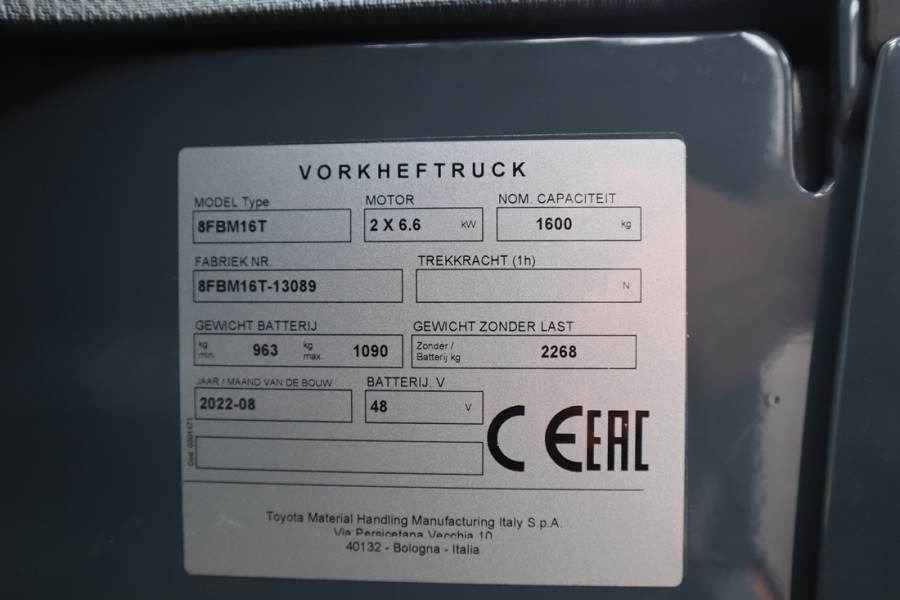 VORKHEFTRUCK
MODEL Type MOTOR NOM. CAPACITEIT
8FBM16T 2 X 6.6 kW 1600 kg
FABRIEK NR. TREKKRACHT (1h)
8FBM16T-13089 N
GEWICHT BATTERIJ GEWICHT ZONDER LAST
kg min. 963 kg max. 1090 Zonder / Batterij kg 2268
JAAR / MAAND VAN DE BOUW BATTERIJ. V
2022-08 48 V
CE EAC
Toyota Material Handling Manufacturing Italy S.p.A.
Via Persicetana Vecchia 10
40132 - Bologna - Italia